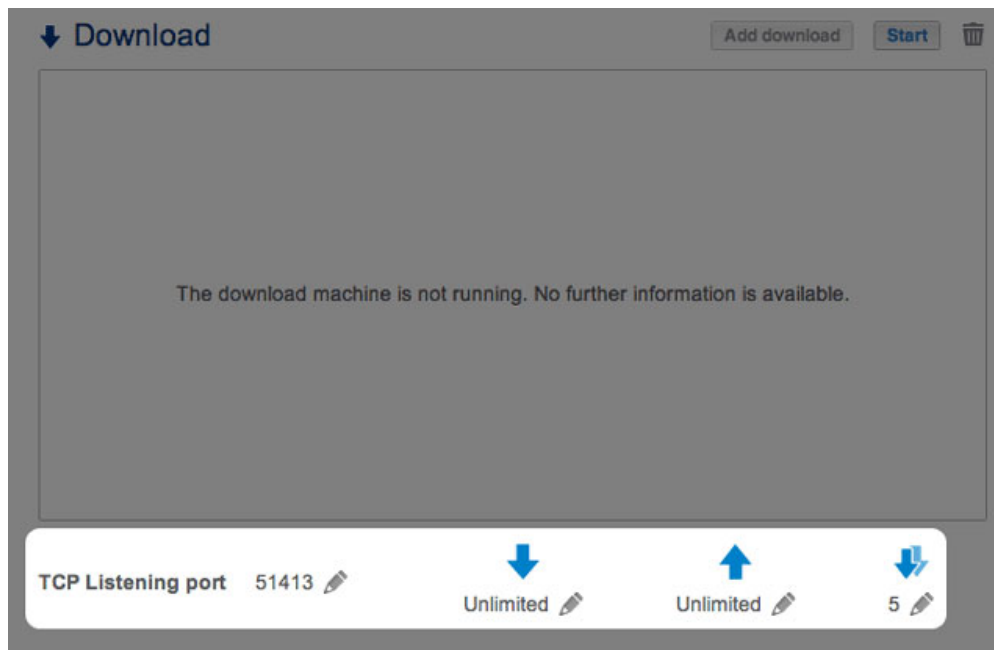 Download
Add download
Start
The download machine is not running. No further information is available.
TCP Listening port 51413
Unlimited
Unlimited
5